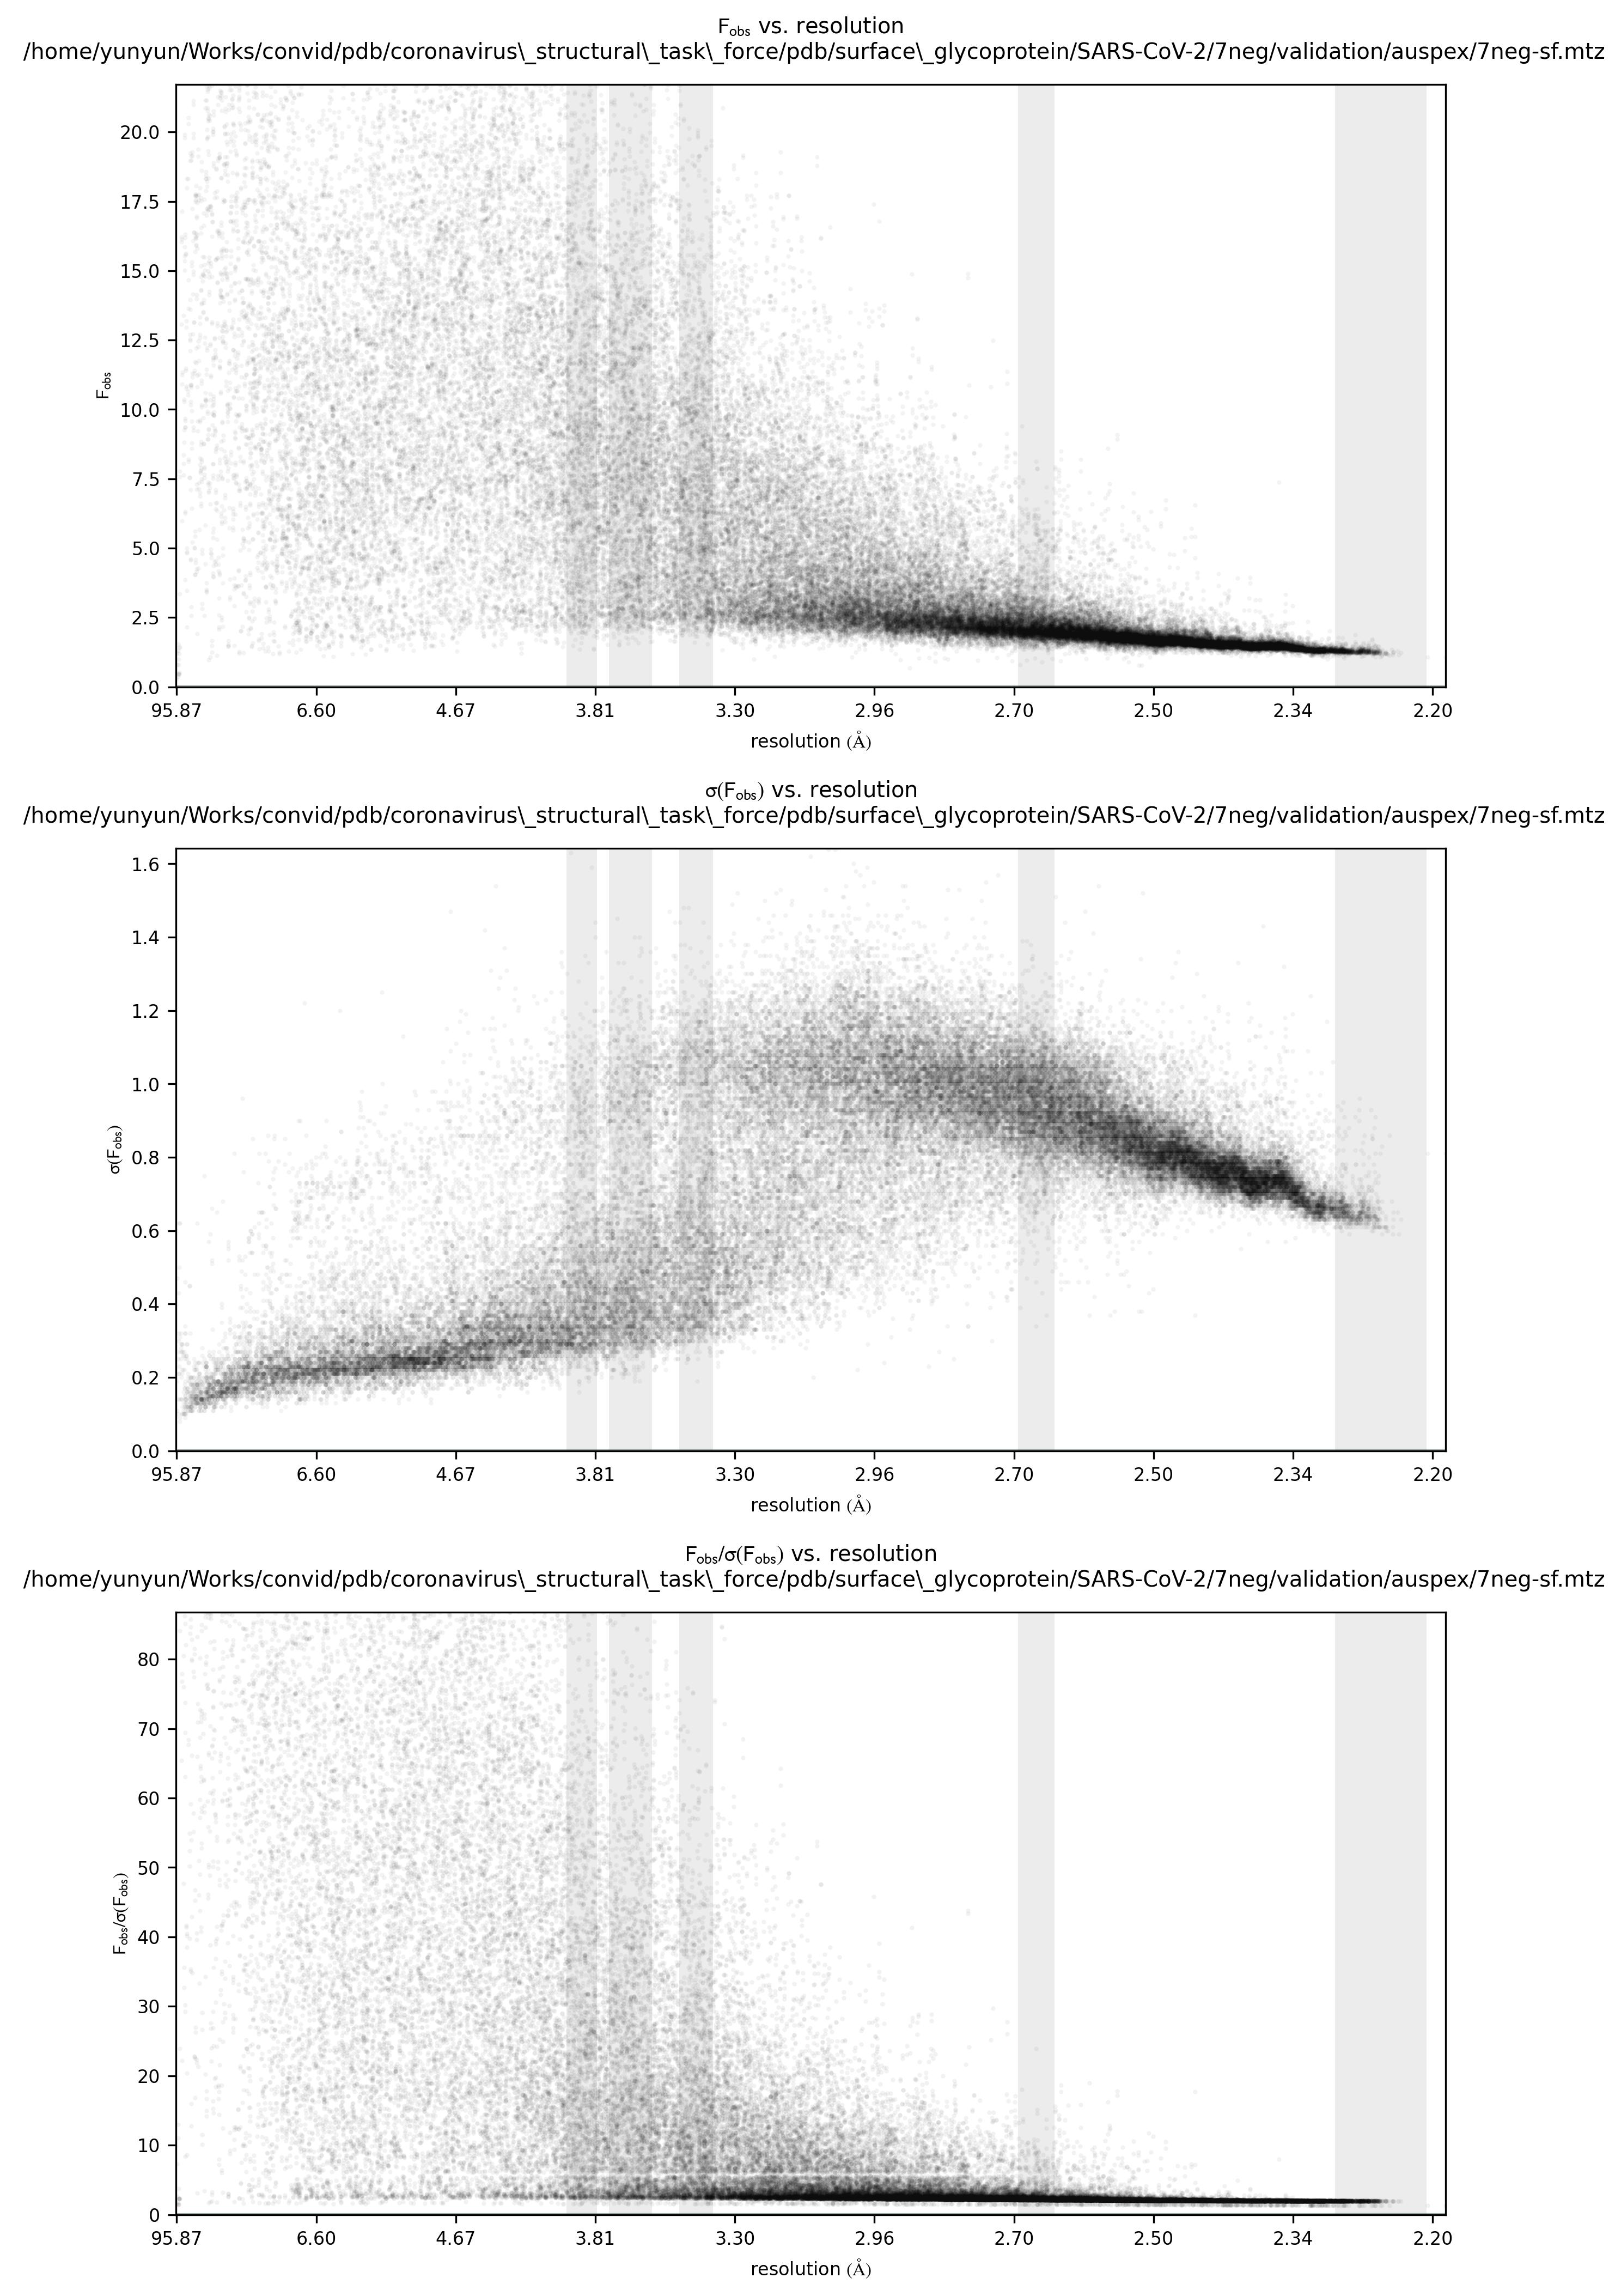 Fobs vs. resolution
/home/yunyun/Works/convid/pdb/coronavirus\_structural\_task\_force/pdb/surface\_glycoprotein/SARS-CoV-2/7neg/validation/auspex/7neg-sf.mtz
20.0
17.5
15.0
12.5
10.0
7.5
5.0
2.5
0.0
Fobs
95.87 6.60 4.67 3.81 3.30 2.96 2.70 2.50 2.34 2.20
resolution (Å)
σ(Fobs) vs. resolution
/home/yunyun/Works/convid/pdb/coronavirus\_structural\_task\_force/pdb/surface\_glycoprotein/SARS-CoV-2/7neg/validation/auspex/7neg-sf.mtz
1.6
1.4
1.2
1.0
0.8
0.6
0.4
0.2
0.0
σ(Fobs)
95.87 6.60 4.67 3.81 3.30 2.96 2.70 2.50 2.34 2.20
resolution (Å)
Fobs/σ(Fobs) vs. resolution
/home/yunyun/Works/convid/pdb/coronavirus\_structural\_task\_force/pdb/surface\_glycoprotein/SARS-CoV-2/7neg/validation/auspex/7neg-sf.mtz
80
70
60
50
40
30
20
10
0
Fobs/σ(Fobs)
95.87 6.60 4.67 3.81 3.30 2.96 2.70 2.50 2.34 2.20
resolution (Å)